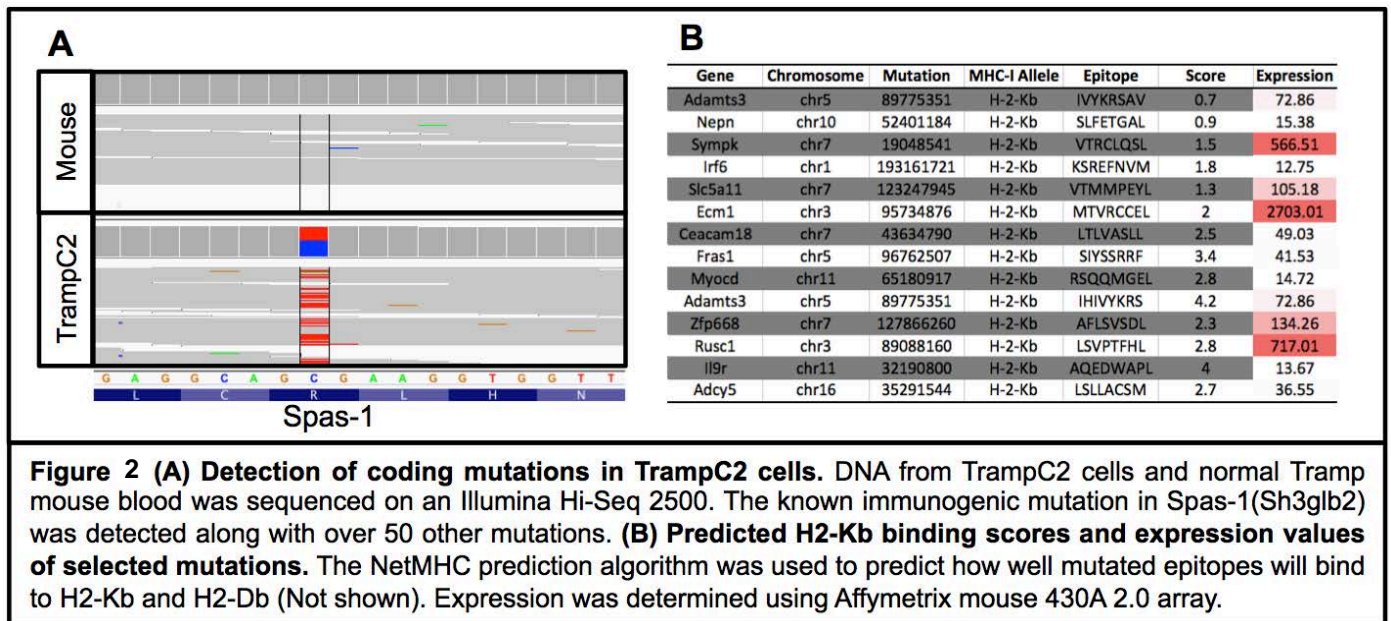 A
Mouse
TrampC2
G A G G C A G C G A A G G T G G T T
L C R L H N
Spas-1
B
Gene Chromosome Mutation MHC-I Allele Epitope Score Expression
Adamts3 chr5 89775351 H-2-Kb IVYKRSAV 0.7 72.86
Nepn chr10 52401184 H-2-Kb SLFETGAL 0.9 15.38
Sympk chr7 19048541 H-2-Kb VTRCLQSL 1.5 566.51
Irf6 chr1 193161721 H-2-Kb KSREFNVM 1.8 12.75
Slc5a11 chr7 123247945 H-2-Kb VTMMPEYL 1.3 105.18
Ecm1 chr3 95734876 H-2-Kb MTVRCCEL 2 2703.01
Ceacam18 chr7 43634790 H-2-Kb LTLVASLL 2.5 49.03
Fras1 chr5 96762507 H-2-Kb SIYSSRRF 3.4 41.53
Myocd chr11 65180917 H-2-Kb RSQQMGEL 2.8 14.72
Adamts3 chr5 89775351 H-2-Kb IHIVYKRS 4.2 72.86
Zfp668 chr7 127866260 H-2-Kb AFLSVSDL 2.3 134.26
Rusc1 chr3 89088160 H-2-Kb LSVPTFHL 2.8 717.01
Il9r chr11 32190800 H-2-Kb AQEDWAPL 4 13.67
Adcy5 chr16 35291544 H-2-Kb LSLLACSM 2.7 36.55
Figure 2 (A) Detection of coding mutations in TrampC2 cells. DNA from TrampC2 cells and normal Tramp
mouse blood was sequenced on an Illumina Hi-Seq 2500. The known immunogenic mutation in Spas-1(Sh3glb2)
was detected along with over 50 other mutations. (B) Predicted H2-Kb binding scores and expression values
of selected mutations. The NetMHC prediction algorithm was used to predict how well mutated epitopes will bind
to H2-Kb and H2-Db (Not shown). Expression was determined using Affymetrix mouse 430A 2.0 array.